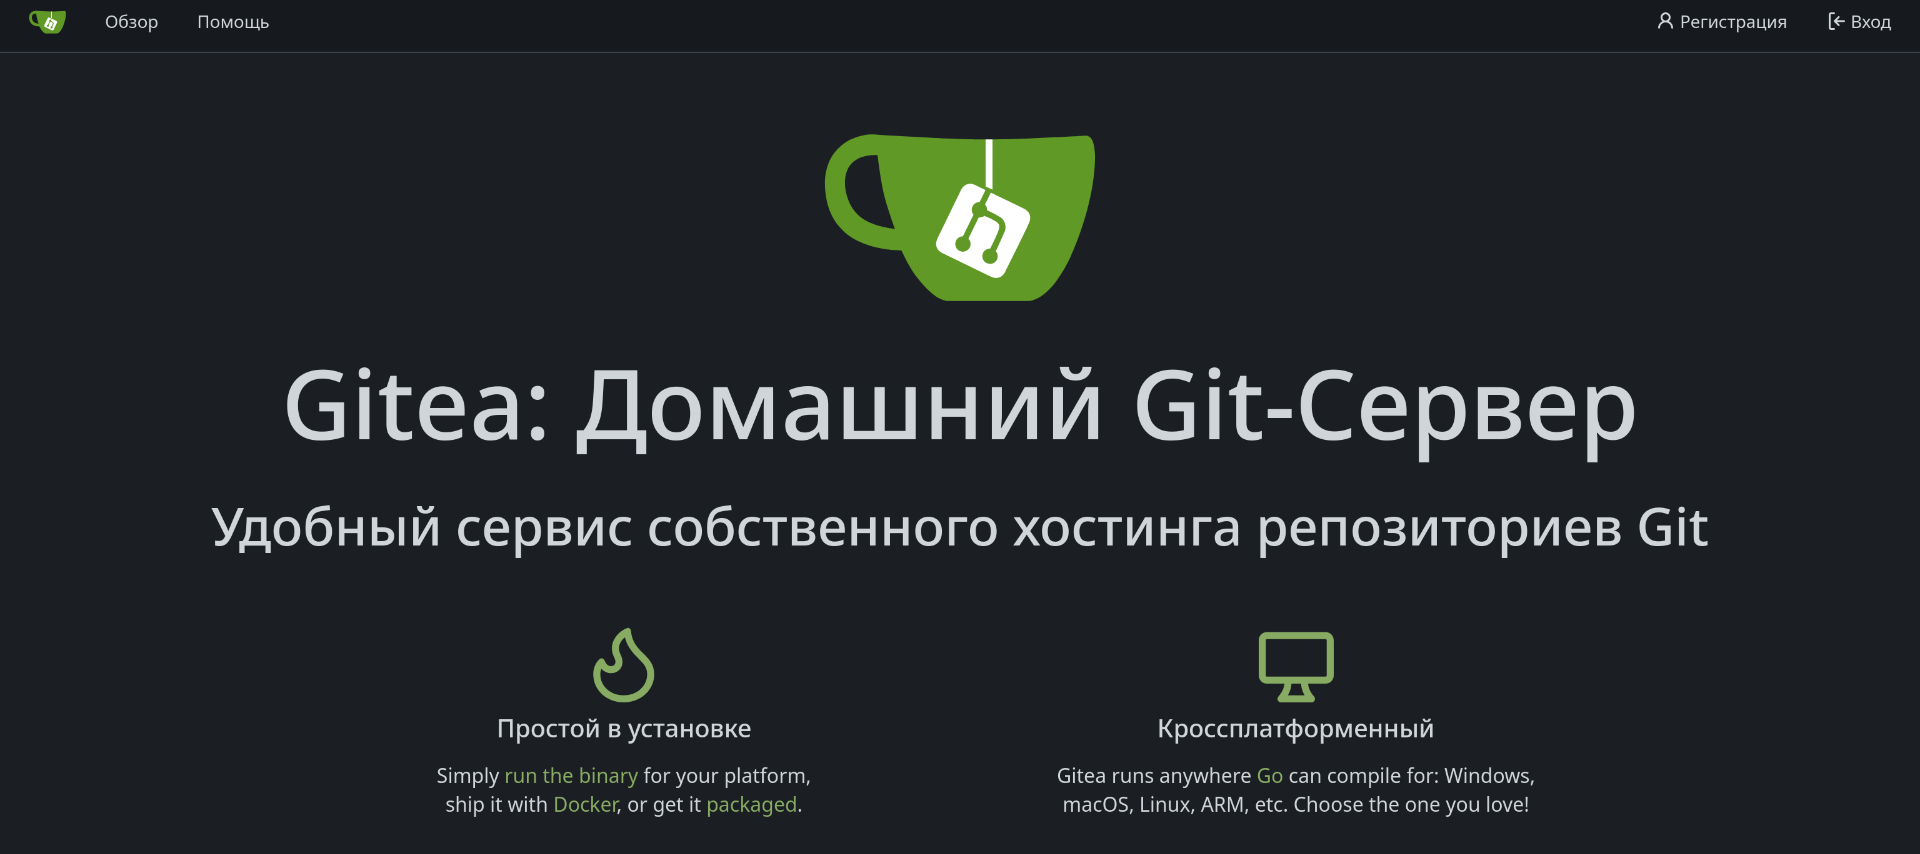 Обзор Помощь Регистрация Вход
Gitea: Домашний Git-Сервер
Удобный сервис собственного хостинга репозиториев Git
Простой в установке
Simply run the binary for your platform,
ship it with Docker, or get it packaged.
Кроссплатформенный
Gitea runs anywhere Go can compile for: Windows,
macOS, Linux, ARM, etc. Choose the one you love!